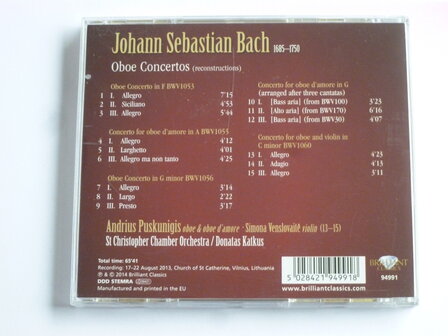 Johann Sebastian Bach 1685–1750
Oboe Concertos (reconstructions)
Oboe Concerto in F BWV1053
1 I. Allegro 7'15
2 II. Siciliano 4'53
3 III. Allegro 5'44
Concerto for oboe d'amore in A BWV1055
4 I. Allegro 4'12
5 II. Larghetto 4'01
6 III. Allegro ma non tanto 4'25
Oboe Concerto in G minor BWV1056
7 I. Allegro 3'14
8 II. Largo 2'22
9 III. Presto 3'17
Concerto for oboe d'amore in G
(arranged after three cantatas)
10 I. [Bass aria] (from BWV100) 3'23
11 II. [Alto aria] (from BWV170) 6'16
12 III. [Bass aria] (from BWV30) 4'07
Concerto for oboe and violin in
C minor BWV1060
13 I. Allegro 4'23
14 II. Adagio 4'13
15 III. Allegro 3'11
Andrius Puskunigis oboe & oboe d'amore · Simona Venslovaitė violin (13–15)
St Christopher Chamber Orchestra / Donatas Katkus
Total time: 65'41
Recording: 17–22 August 2013, Church of St Catherine, Vilnius, Lithuania
℗ & © 2014 Brilliant Classics
DDD STEMRA
Manufactured and printed in the EU
5 028421 949918
www.brilliantclassics.com
BRILLIANT
CLASSICS
94991